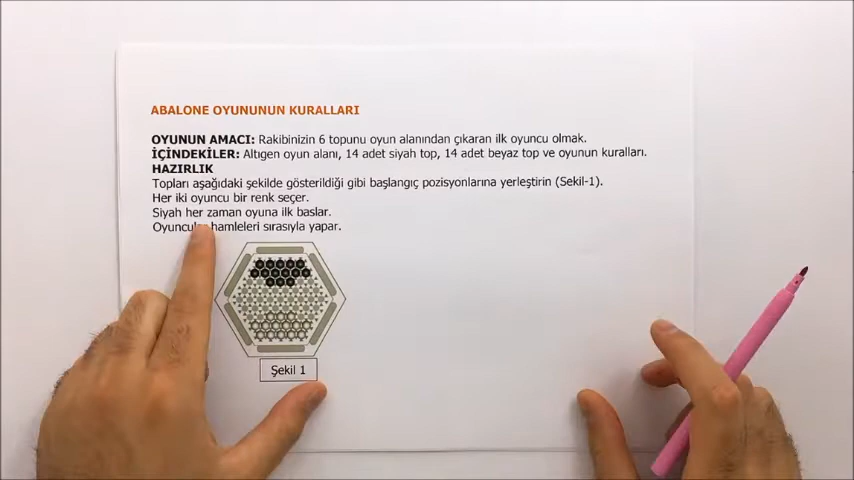 ABALONE OYUNUNUN KURALLARI
OYUNUN AMACI: Rakibinizin 6 topunu oyun alanından çıkaran ilk oyuncu olmak.
İÇİNDEKİLER: Altıgen oyun alanı, 14 adet siyah top, 14 adet beyaz top ve oyunun kuralları.
HAZIRLIK
Topları aşağıdaki şekilde gösterildiği gibi başlangıç pozisyonlarına yerleştirin (Sekil-1).
Her iki oyuncu bir renk seçer.
Siyah her zaman oyuna ilk baslar.
hamleleri sırasıyla yapar.
Şekil 1